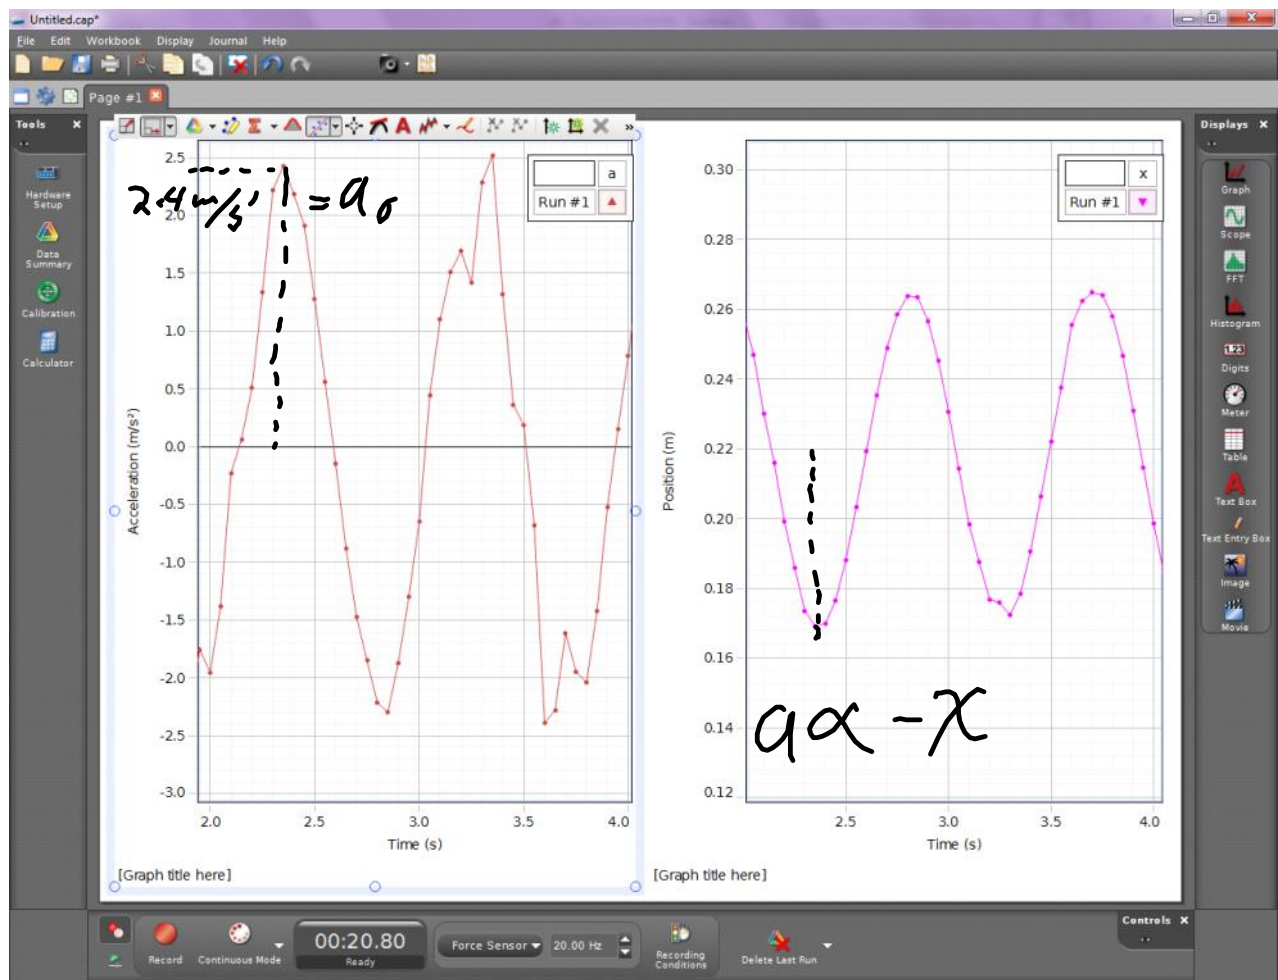 Untitled.cap*
File Edit Workbook Display Journal Help
Page #1
Tools
Hardware Setup
Data Summary
Calibration
Calculator
a
Run #1
2.4 m/s² = a₀
2.5
2.0
1.5
1.0
0.5
0.0
-0.5
-1.0
-1.5
-2.0
-2.5
-3.0
Acceleration (m/s²)
2.0 2.5 3.0 3.5 4.0
Time (s)
[Graph title here]
x
Run #1
0.30
0.28
0.26
0.24
0.22
0.20
0.18
0.16
0.14
0.12
Position (m)
a α -x
2.5 3.0 3.5 4.0
Time (s)
[Graph title here]
Displays
Graph
Scope
FFT
Histogram
1.23
Digits
Meter
Table
Text Box
Text Entry Box
Image
Movie
Record
Continuous Mode
00:20.80
Ready
Force Sensor
20.00 Hz
Recording Conditions
Delete Last Run
Controls